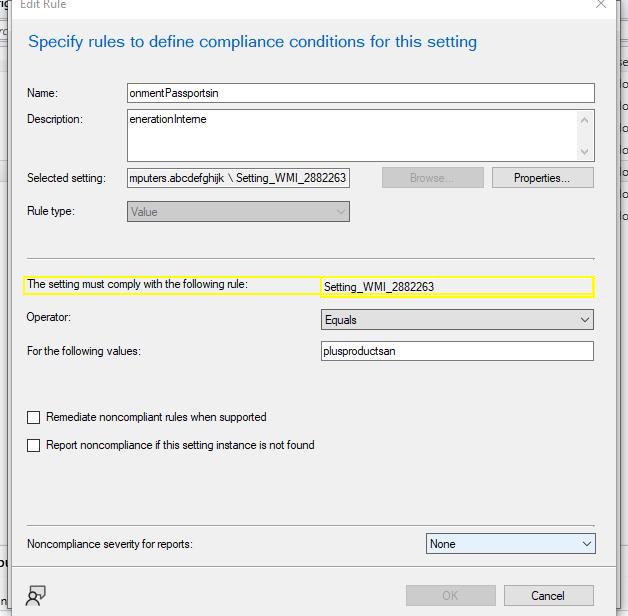 Edit Rule
Specify rules to define compliance conditions for this setting
Name: onmentPassportsin
Description: enerationInterne
Selected setting: mputers.abcdefghijk \ Setting_WMI_2882263 Browse... Properties...
Rule type: Value
The setting must comply with the following rule: Setting_WMI_2882263
Operator: Equals
For the following values: plusproductsan
Remediate noncompliant rules when supported
Report noncompliance if this setting instance is not found
Noncompliance severity for reports: None
OK Cancel